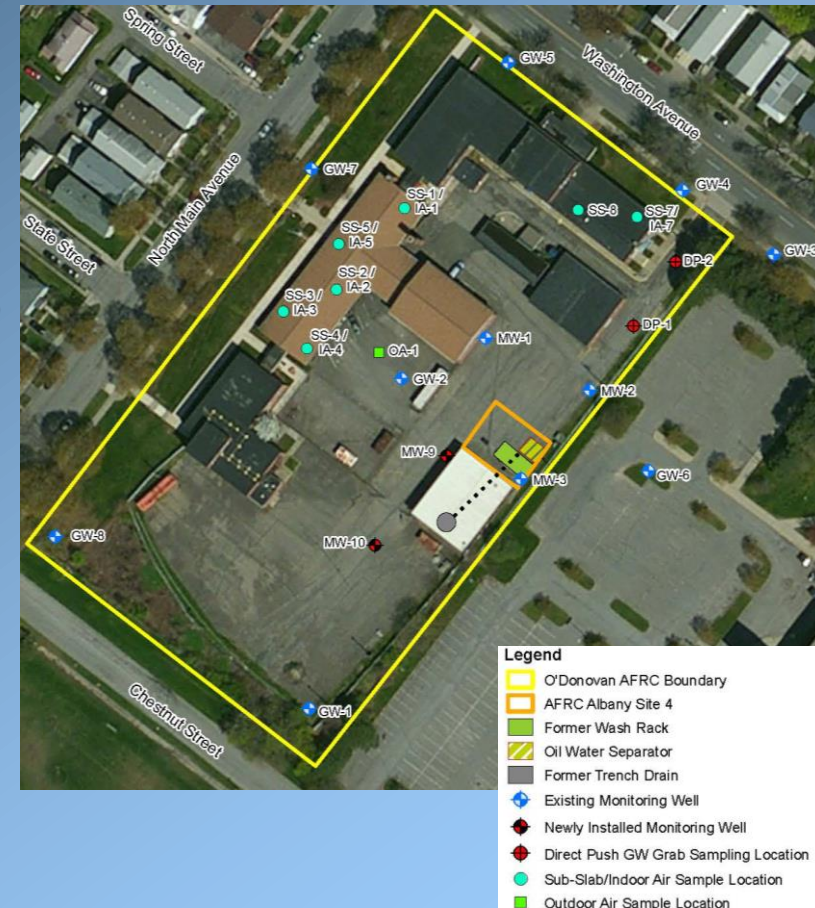 Spring Street
GW-5
Washington Avenue
North Main Avenue
GW-7
GW-4
State Street
SS-1 /
IA-1
SS-8
SS-7/
IA-7
GW-3
SS-5 /
IA-5
DP-2
SS-2 /
IA-2
SS-3 /
IA-3
DP-1
SS-4 /
IA-4
OA-1
MW-1
GW-2
MW-2
MW-9
GW-6
MW-3
GW-8
MW-10
Chestnut Street
GW-1
Legend
O'Donovan AFRC Boundary
AFRC Albany Site 4
Former Wash Rack
Oil Water Separator
Former Trench Drain
Existing Monitoring Well
Newly Installed Monitoring Well
Direct Push GW Grab Sampling Location
Sub-Slab/Indoor Air Sample Location
Outdoor Air Sample Location